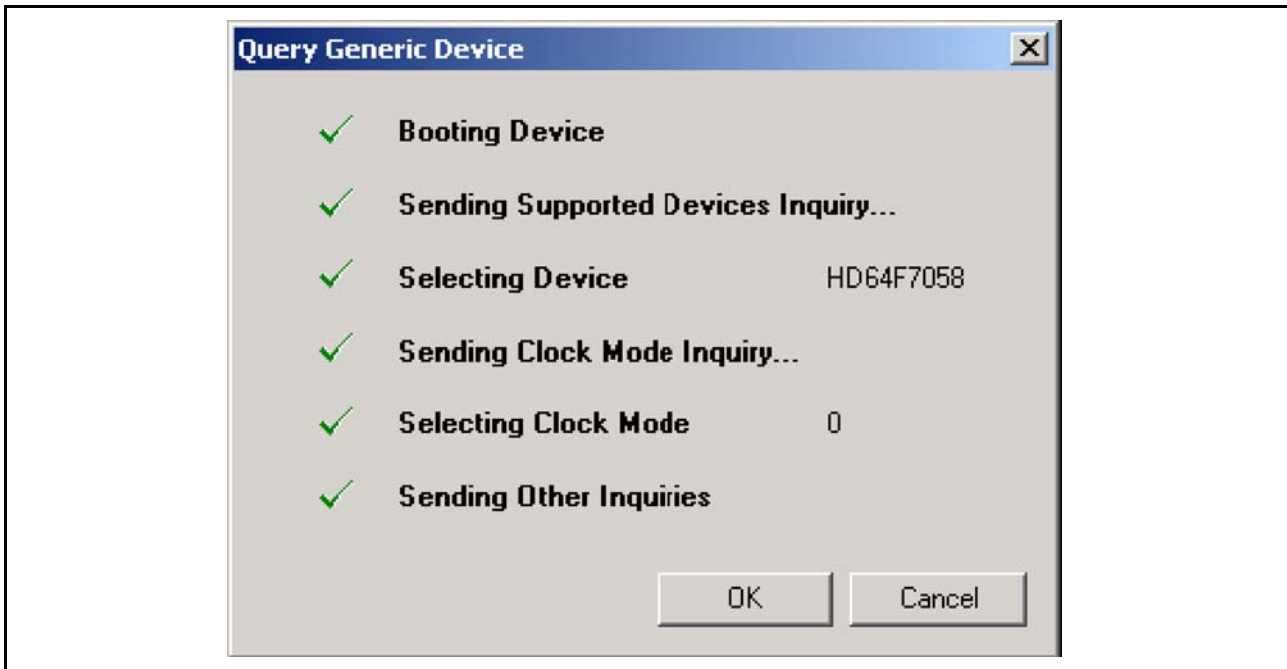 Query Generic Device
Booting Device
Sending Supported Devices Inquiry...
Selecting Device HD64F7058
Sending Clock Mode Inquiry...
Selecting Clock Mode 0
Sending Other Inquiries
OK Cancel